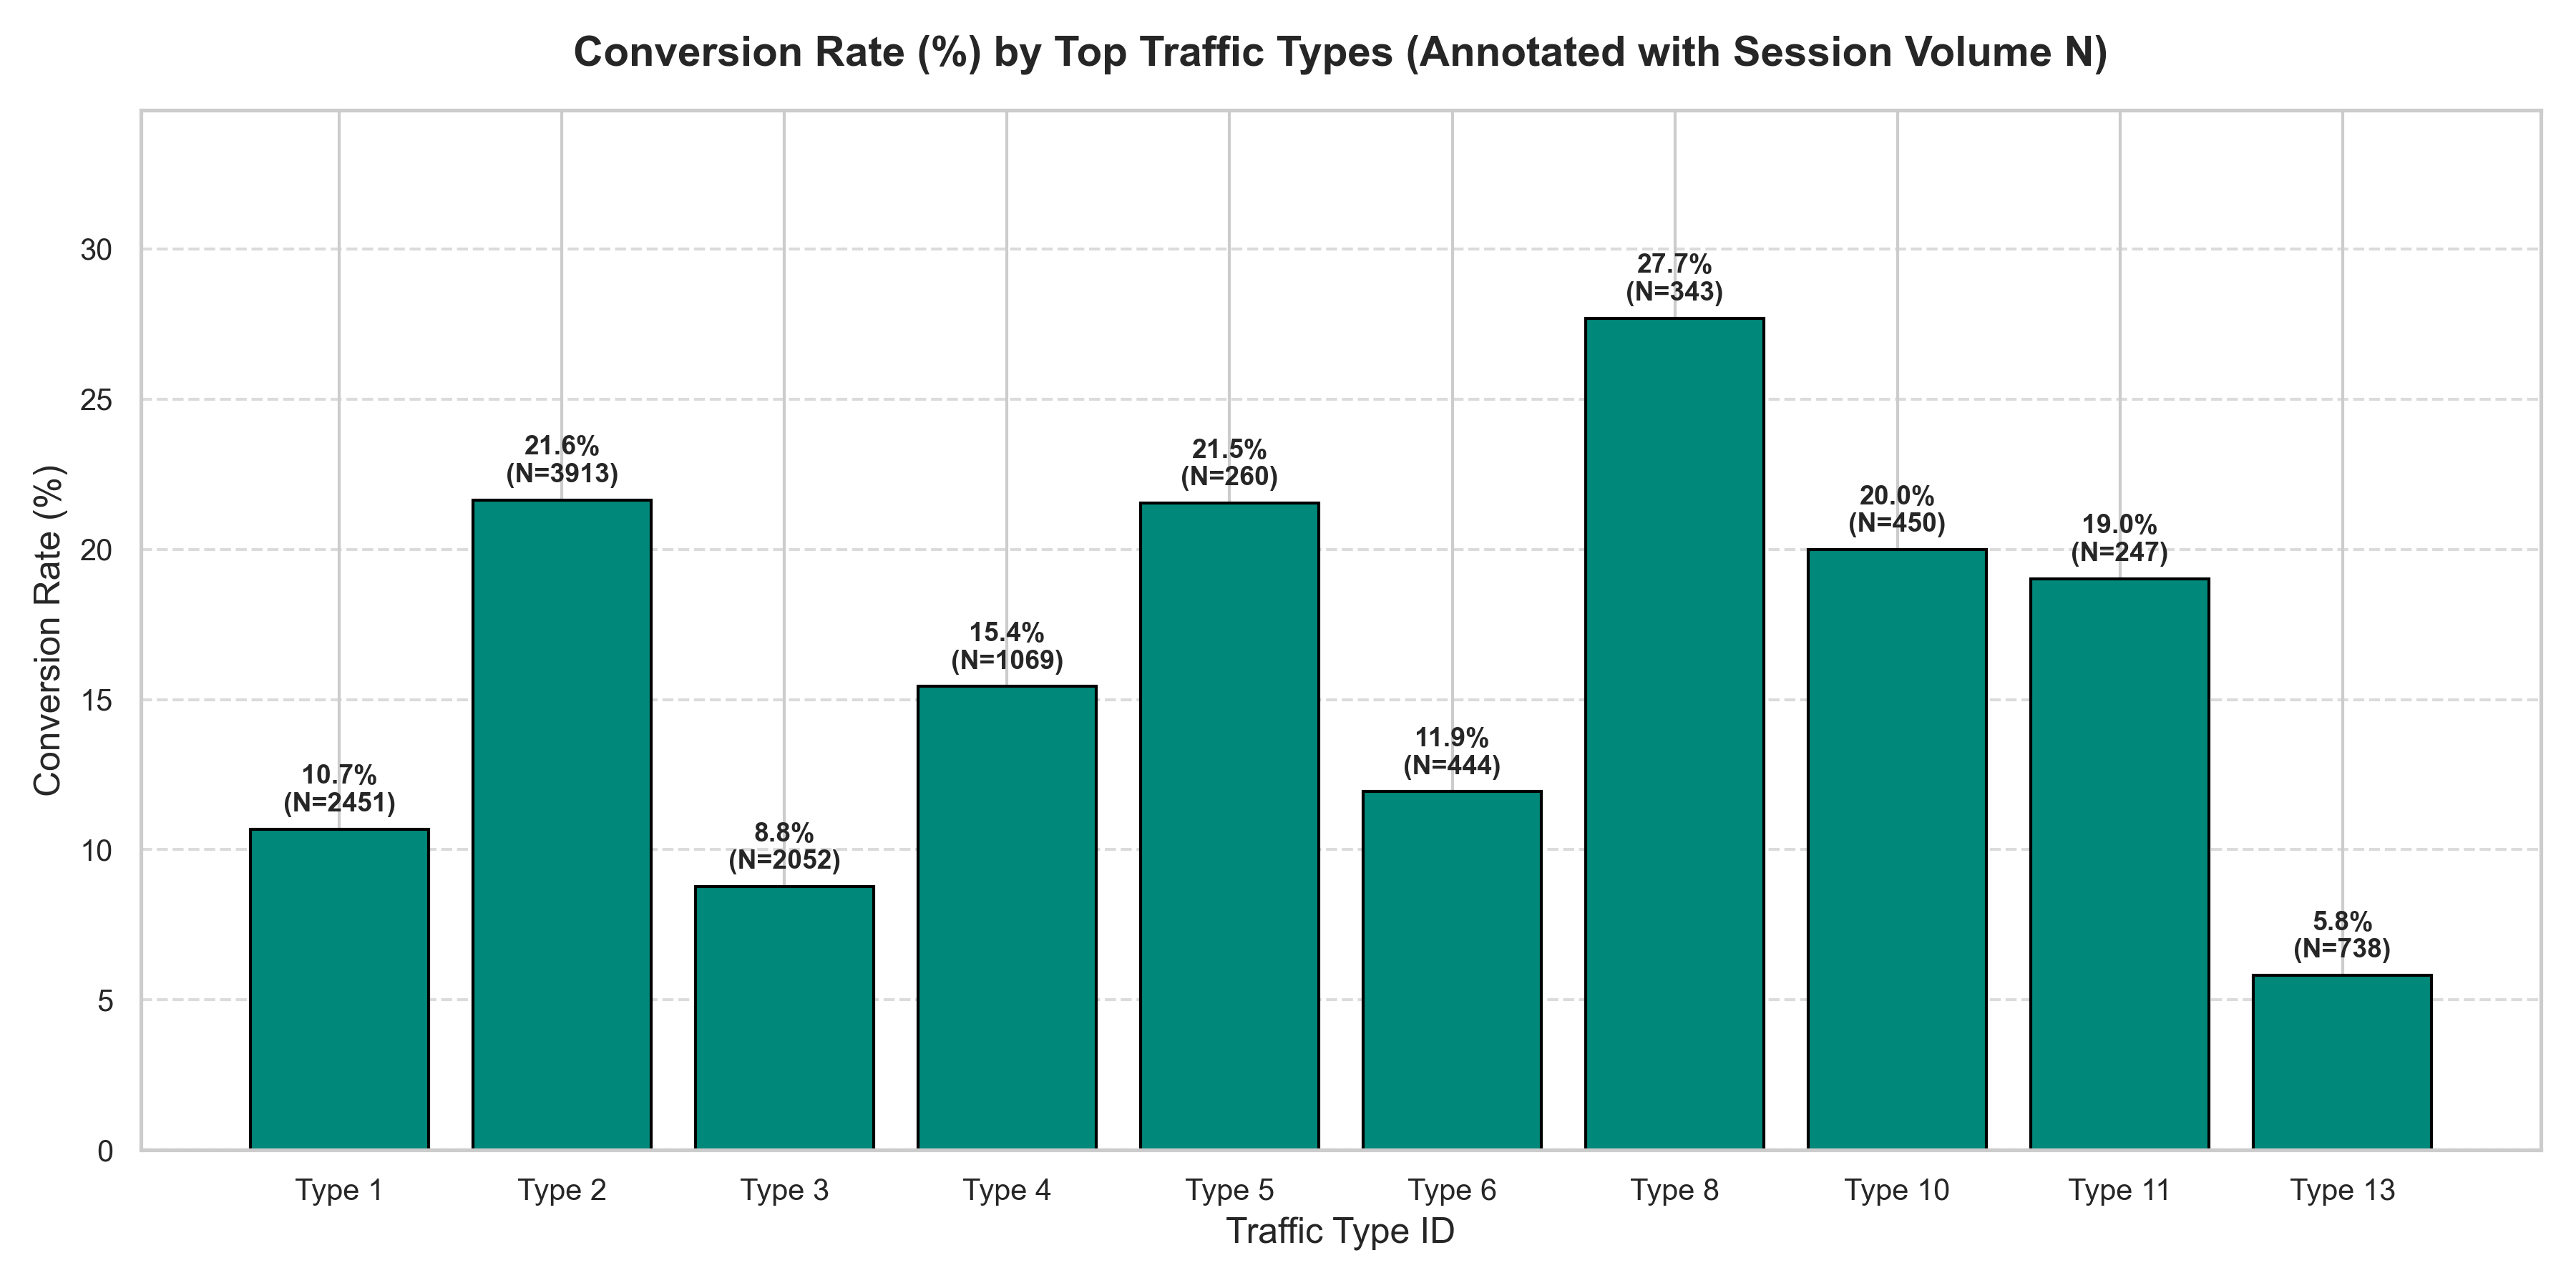 Conversion Rate (%) by Top Traffic Types (Annotated with Session Volume N)
Conversion Rate (%)
30
25
20
15
10
5
0
10.7%
(N=2451)
21.6%
(N=3913)
8.8%
(N=2052)
15.4%
(N=1069)
21.5%
(N=260)
11.9%
(N=444)
27.7%
(N=343)
20.0%
(N=450)
19.0%
(N=247)
5.8%
(N=738)
Type 1
Type 2
Type 3
Type 4
Type 5
Type 6
Type 8
Type 10
Type 11
Type 13
Traffic Type ID